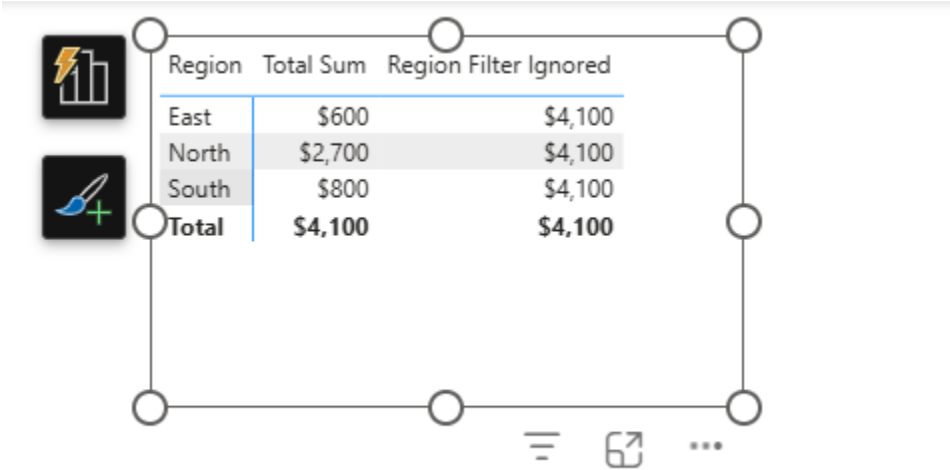 Region Total Sum Region Filter Ignored
East $600 $4,100
North $2,700 $4,100
South $800 $4,100
Total $4,100 $4,100